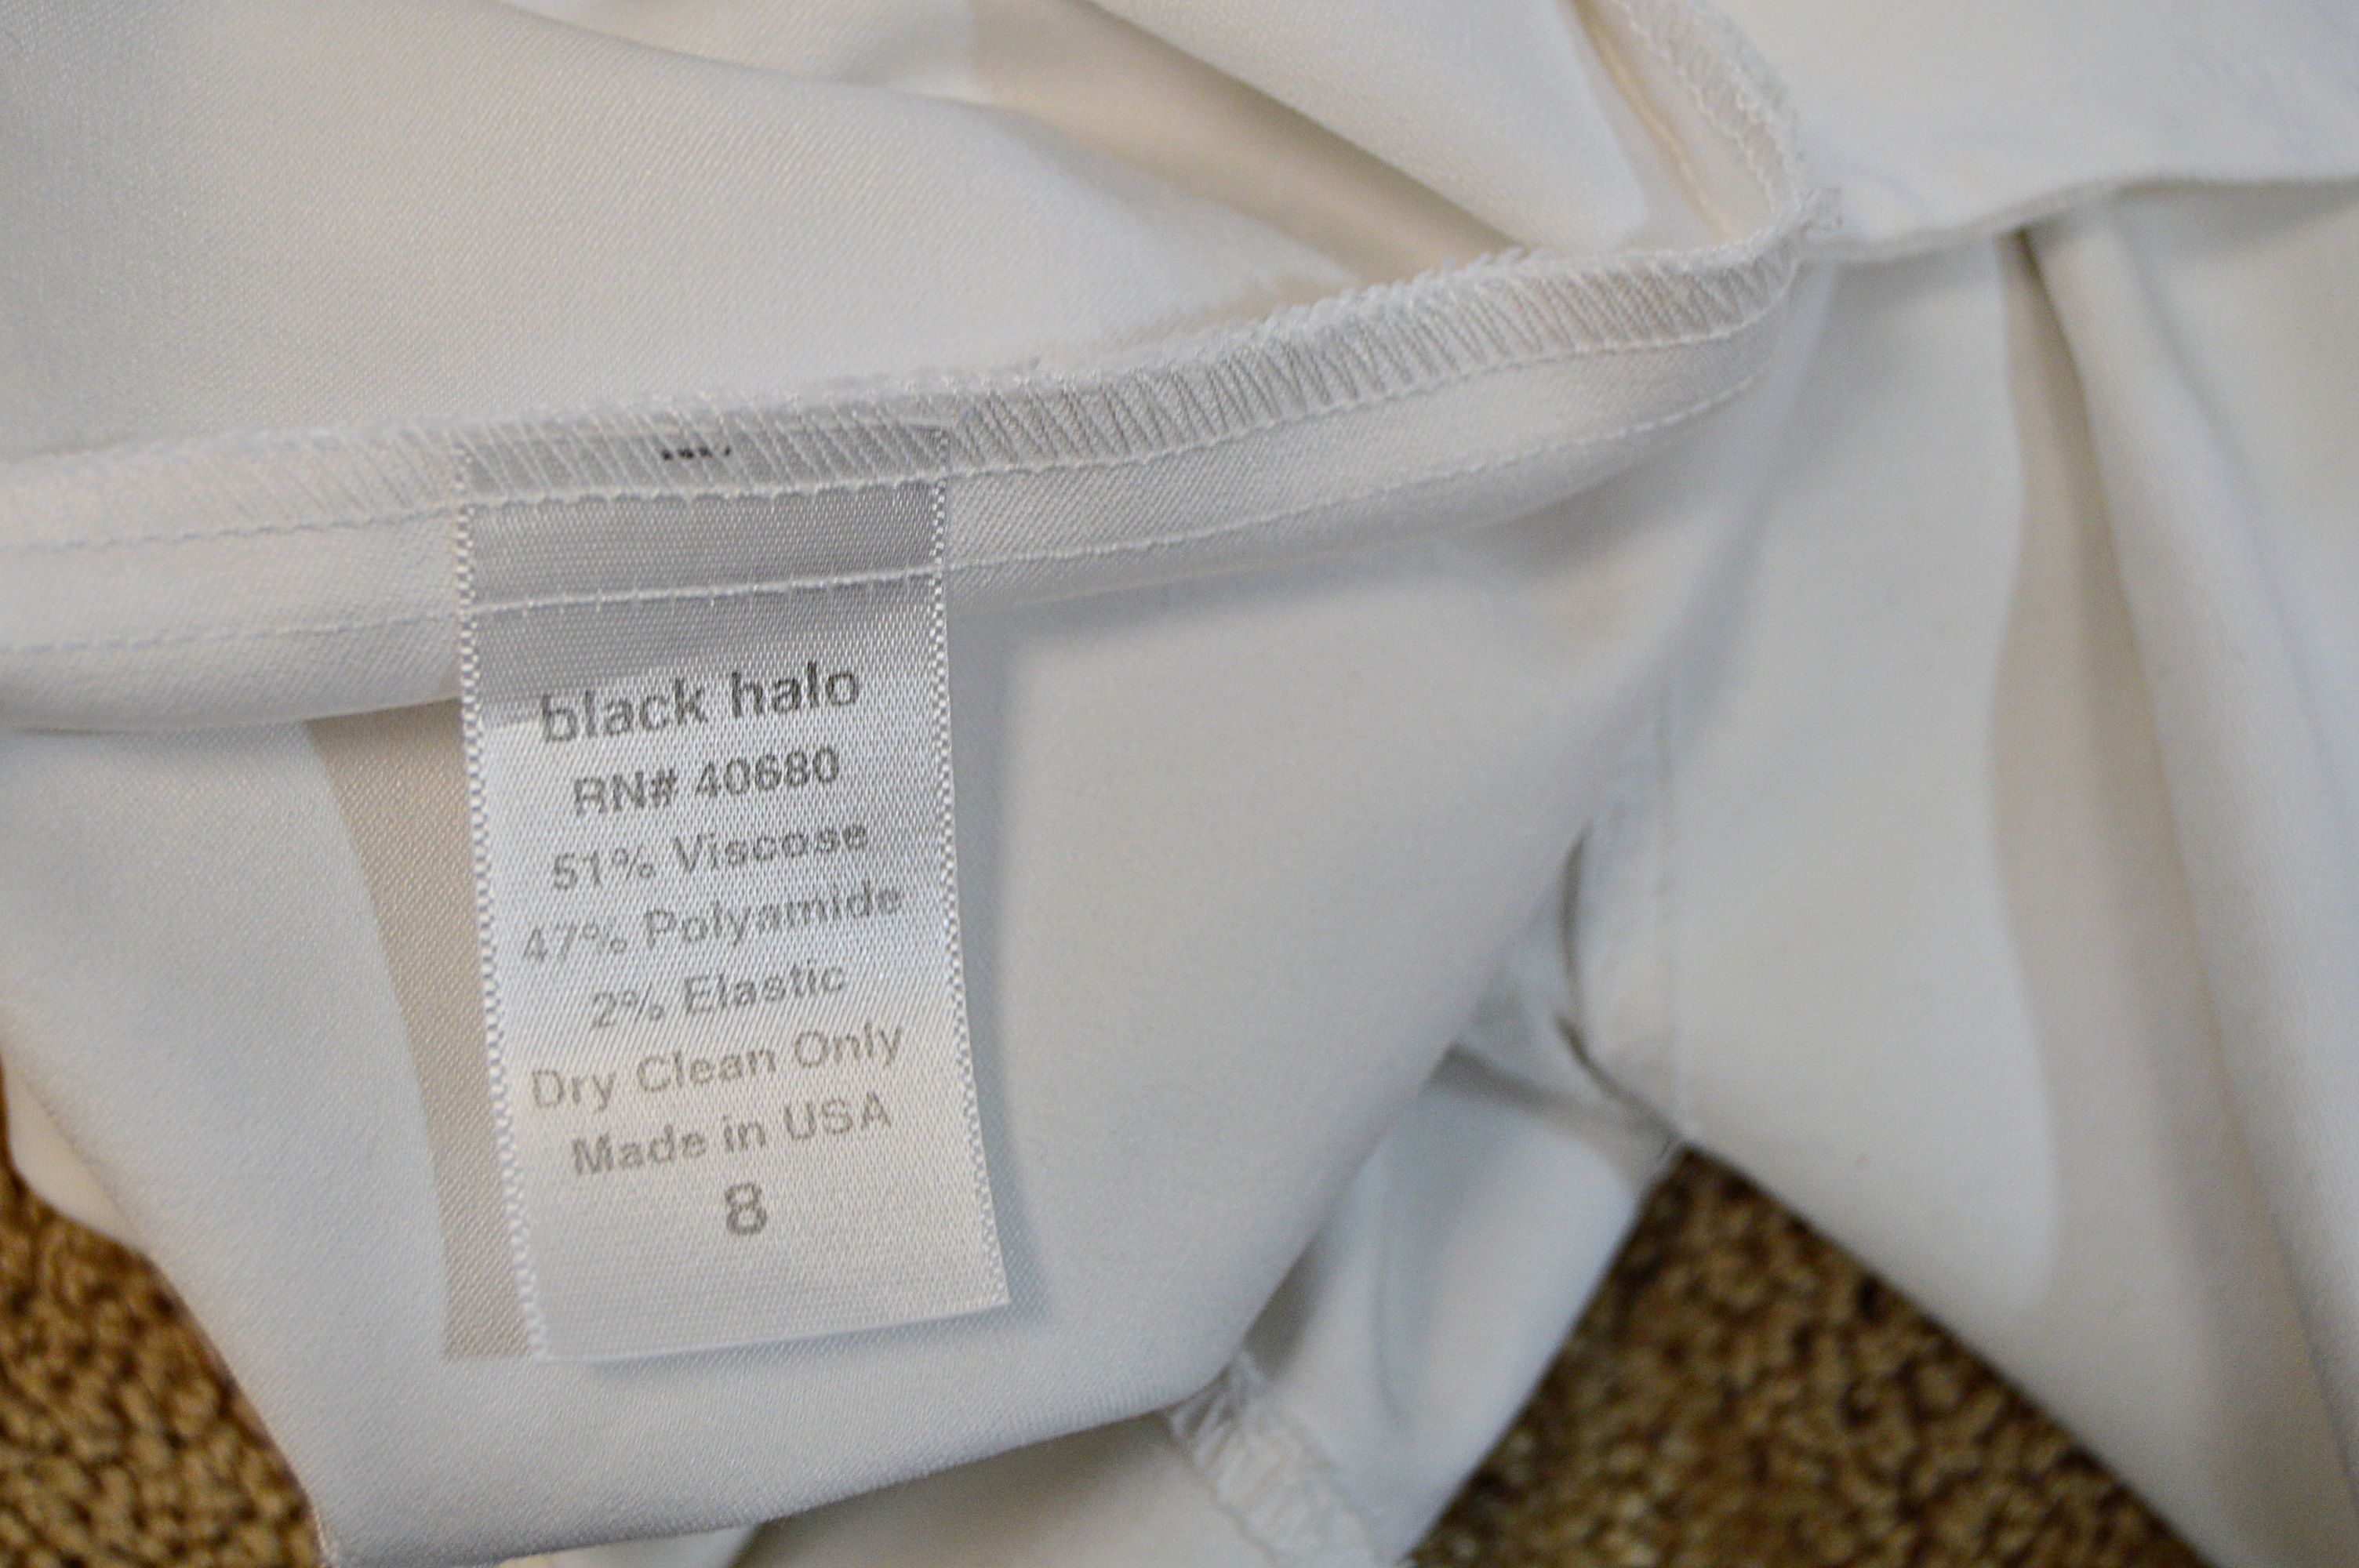 black halo
RN# 40680
51% Viscose
47% Polyamide
2% Elastic
Dry Clean Only
Made in USA
8